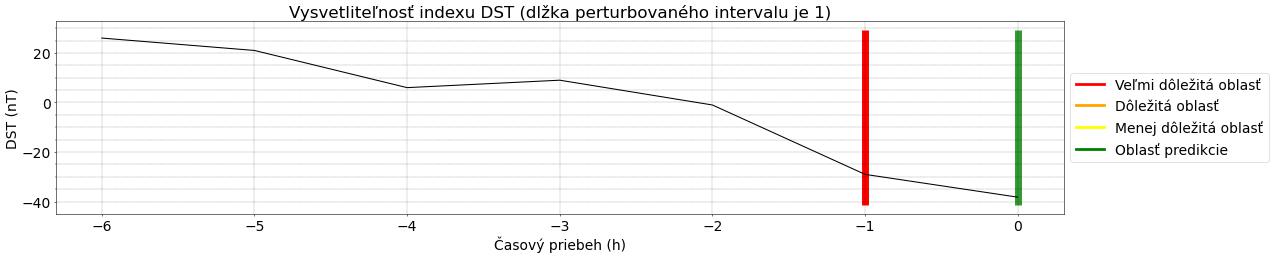 Vysvetliteľnosť indexu DST (dĺžka perturbovaného intervalu je 1)
DST (nT)
20
0
−20
−40
−6
−5
−4
−3
−2
−1
0
Časový priebeh (h)
Veľmi dôležitá oblasť
Dôležitá oblasť
Menej dôležitá oblasť
Oblasť predikcie